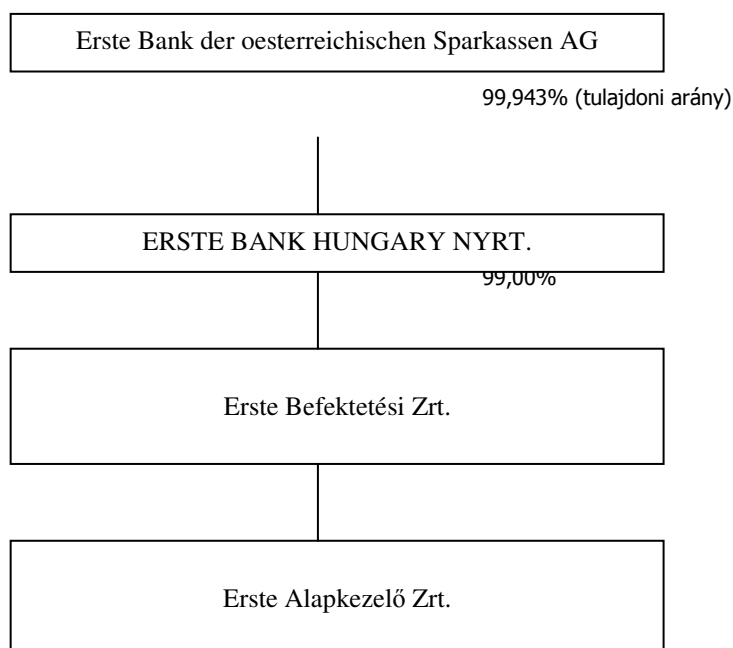 Erste Bank der oesterreichischen Sparkassen AG
99,943% (tulajdoni arány)
ERSTE BANK HUNGARY NYRT.
99,00%
Erste Befektetési Zrt.
Erste Alapkezelő Zrt.